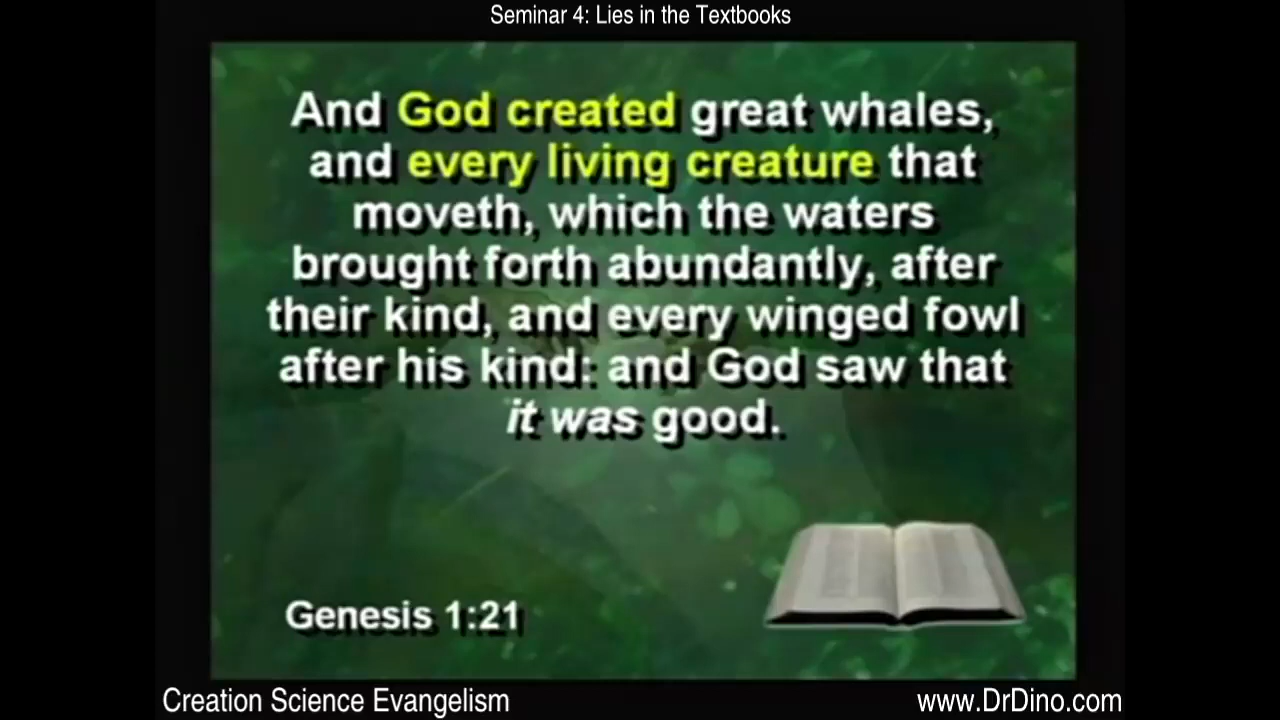 Seminar 4: Lies in the Textbooks
And God created great whales,
and every living creature that
moveth, which the waters
brought forth abundantly, after
their kind, and every winged fowl
after his kind: and God saw that
it was good.
Genesis 1:21
Creation Science Evangelism
www.DrDino.com